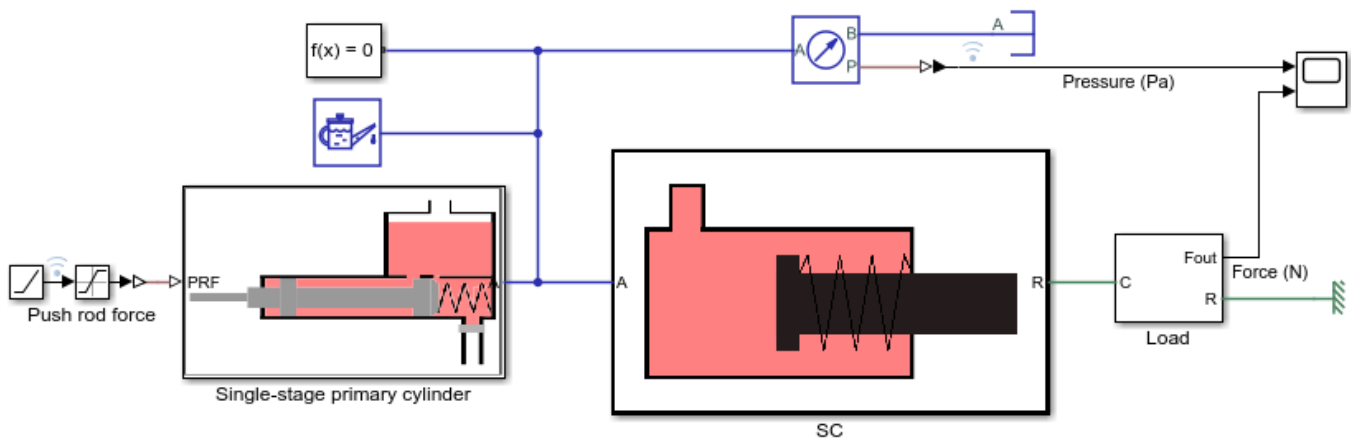 A
f(x) = 0
A
B
P
Pressure (Pa)
PRF
A
A
R
C
Fout
R
Force (N)
Push rod force
Load
Single-stage primary cylinder
SC